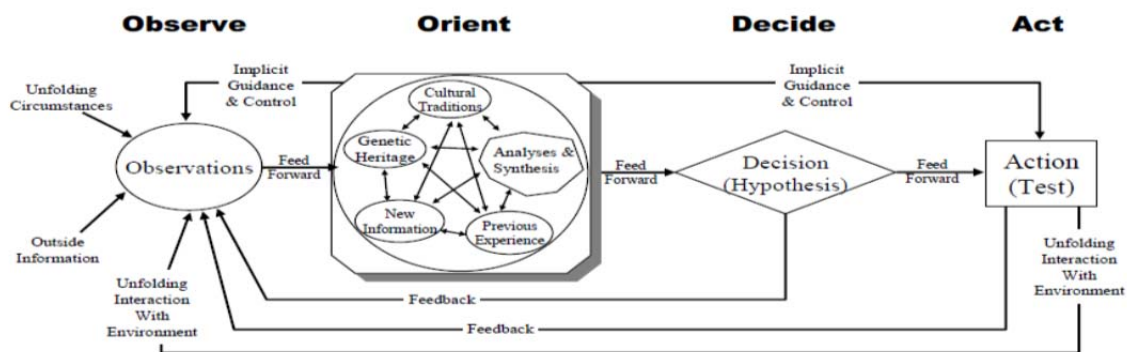 Observe
Orient
Decide
Act
Implicit
Guidance
& Control
Unfolding
Circumstances
Observations
Outside
Information
Unfolding
Interaction
With
Environment
Feed
Forward
Cultural
Traditions
Genetic
Heritage
Analyses &
Synthesis
New
Information
Previous
Experience
Feed
Forward
Implicit
Guidance
& Control
Decision
(Hypothesis)
Feed
Forward
Action
(Test)
Unfolding
Interaction
With
Environment
Feedback
Feedback